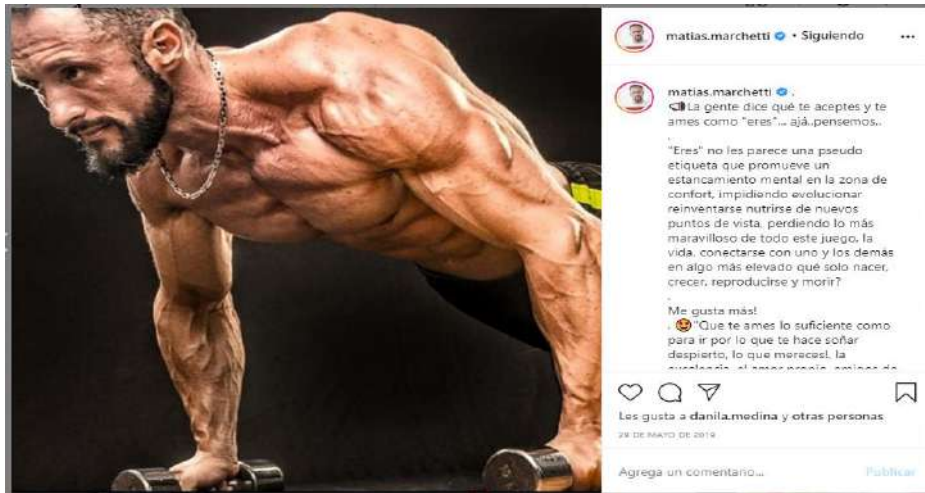 matias.marchetti • Siguiendo
matias.marchetti .
La gente dice qué te aceptes y te
ames como "eres"... ajá..pensemos..
.
"Eres" no les parece una pseudo
etiqueta que promueve un
estancamiento mental en la zona de
confort, impidiendo evolucionar
reinventarse nutrirse de nuevos
puntos de vista, perdiendo lo más
maravilloso de todo este juego, la
vida, conectarse con uno y los demás
en algo más elevado qué solo nacer,
crecer, reproducirse y morir?
.
Me gusta más!
. 😍"Que te ames lo suficiente como
para ir por lo que te hace soñar
despierto, lo que mereces!, la
Les gusta a danila.medina y otras personas
29 DE MAYO DE 2019
Agrega un comentario...
Publicar